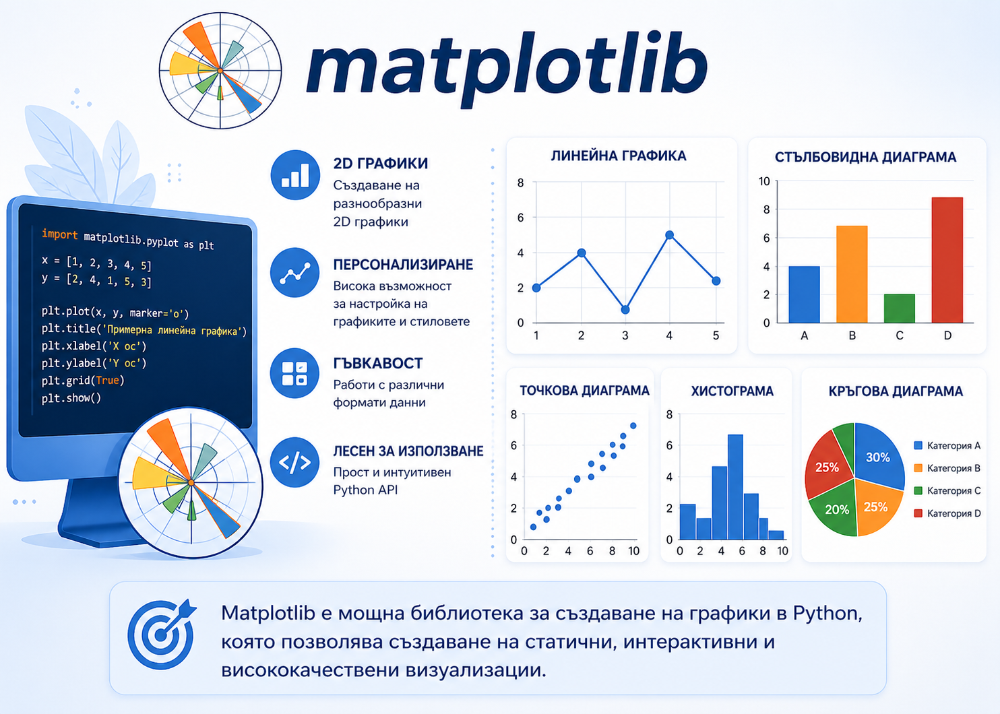 matplotlib
import matplotlib.pyplot as plt
x = [1, 2, 3, 4, 5]
y = [2, 4, 1, 5, 3]
plt.plot(x, y, marker='o')
plt.title('Примерна линейна графика')
plt.xlabel('X ос')
plt.ylabel('Y ос')
plt.grid(True)
plt.show()
2D ГРАФИКИ
Създаване на
разнообразни
2D графики
ПЕРСОНАЛИЗИРАНЕ
Висока възможност
за настройка на
графиките и стиловете
ГЪВКАВОСТ
Работи с различни
формати данни
</>
ЛЕСЕН ЗА ИЗПОЛЗВАНЕ
Прост и интуитивен
Python API
ЛИНЕЙНА ГРАФИКА
8
6
4
2
0
1 2 3 4 5
СТЪЛБОВИДНА ДИАГРАМА
10
8
6
4
2
0
A B C D
ТОЧКОВА ДИАГРАМА
8
6
4
2
0
0 2 4 6 8 10
ХИСТОГРАМА
8
6
4
2
0
0 2 4 6 8 10
КРЪГОВА ДИАГРАМА
30%
25%
20%
25%
Категория A
Категория B
Категория C
Категория D
Matplotlib е мощна библиотека за създаване на графики в Python,
която позволява създаване на статични, интерактивни и
висококачествени визуализации.